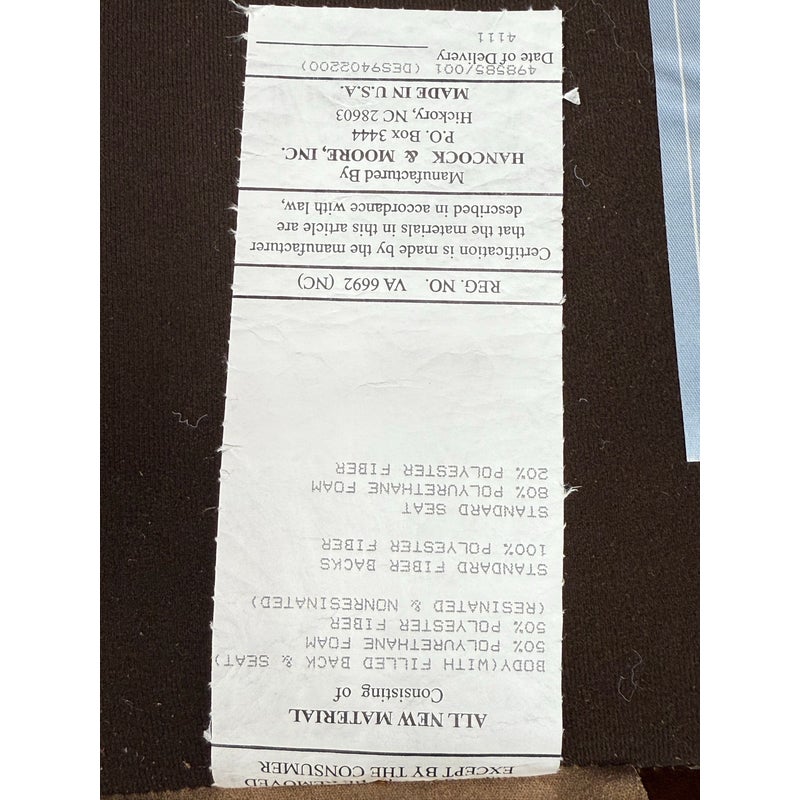 REMOVED
EXCEPT BY THE CONSUMER
ALL NEW MATERIAL
Consisting of
BODY(WITH FILLED BACK & SEAT)
50% POLYURETHANE FOAM
50% POLYESTER FIBER
(RESINATED & NONRESINATED)
STANDARD FIBER BACKS
100% POLYESTER FIBER
STANDARD SEAT
80% POLYURETHANE FOAM
20% POLYESTER FIBER
REG. NO. VA 6692 (NC)
Certification is made by the manufacturer
that the materials in this article are
described in accordance with law,
Manufactured By
HANCOCK & MOORE, INC.
P.O. Box 3444
Hickory, NC 28603
MADE IN U.S.A.
498585/001 (DES9402200)
Date of Delivery
4111